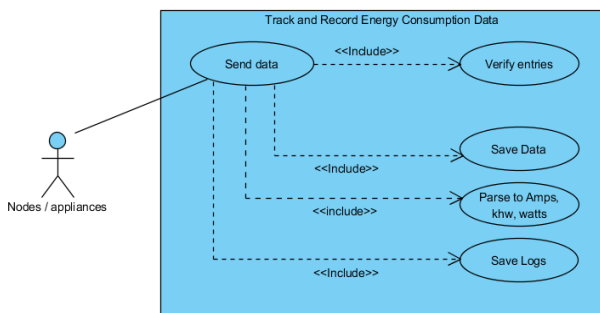 Track and Record Energy Consumption Data
Send data
<<Include>>
Verify entries
Save Data
<<Include>>
Parse to Amps,
khw, watts
<<include>>
Nodes / appliances
Save Logs
<<Include>>